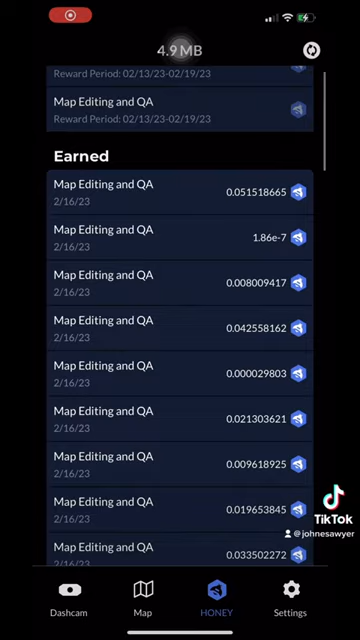 4.9 MB
Reward Period: 02/13/23-02/19/23
Map Editing and QA
Reward Period: 02/13/23-02/19/23
Earned
Map Editing and QA
0.051518665
2/16/23
Map Editing and QA
1.86e-7
2/16/23
Map Editing and QA
0.008009417
2/16/23
Map Editing and QA
0.042558162
2/16/23
Map Editing and QA
0.000029803
2/16/23
Map Editing and QA
0.021303621
2/16/23
Map Editing and QA
0.009618925
2/16/23
Map Editing and QA
0.019653845
2/16/23
Map Editing and QA
0.033502272
2/16/23
TikTok
@johnesawyer
Dashcam
Map
HONEY
Settings